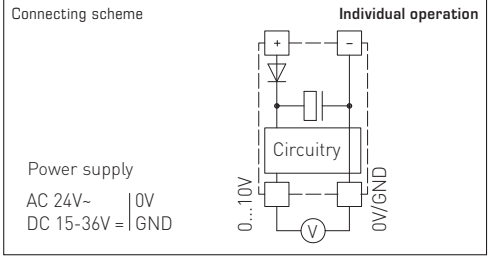 Connecting scheme
Individual operation
+ -
Circuitry
Power supply
AC 24V~ | 0V
DC 15-36V = | GND
0...10V
V
0V/GND